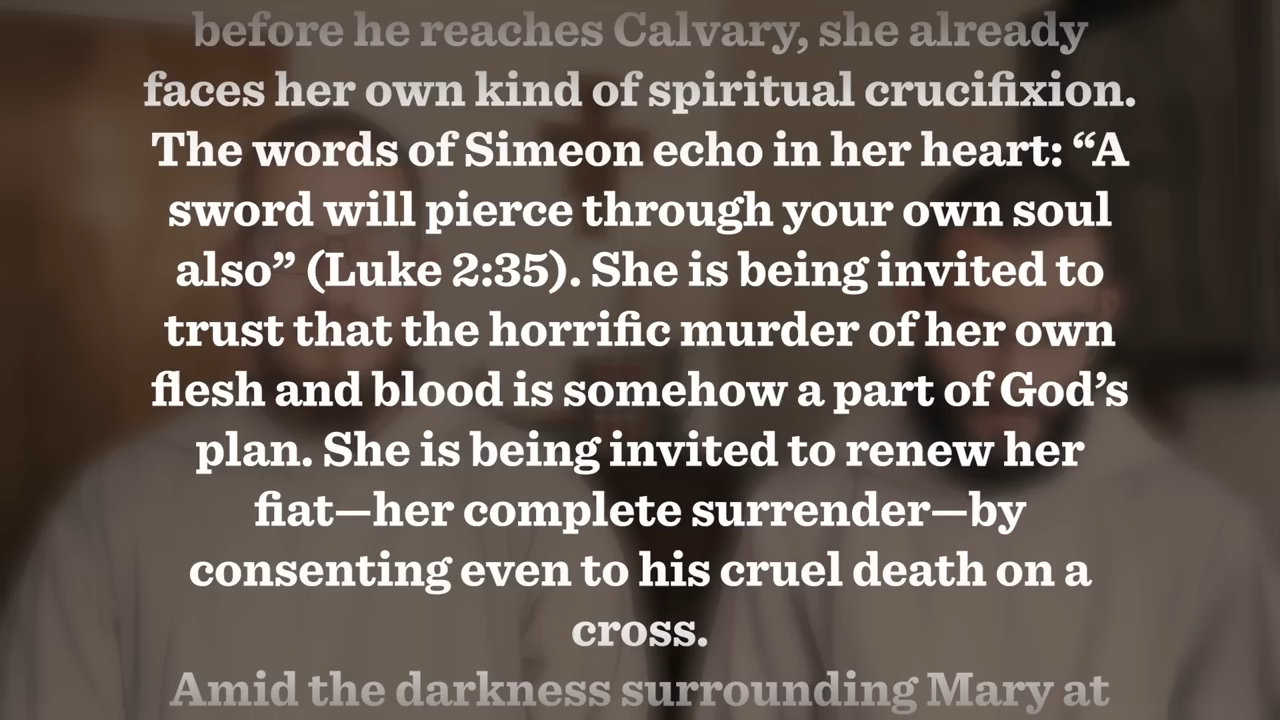 before he reaches Calvary, she already
faces her own kind of spiritual crucifixion.
The words of Simeon echo in her heart: “A
sword will pierce through your own soul
also” (Luke 2:35). She is being invited to
trust that the horrific murder of her own
flesh and blood is somehow a part of God’s
plan. She is being invited to renew her
fiat—her complete surrender—by
consenting even to his cruel death on a
cross.
Amid the darkness surrounding Mary at